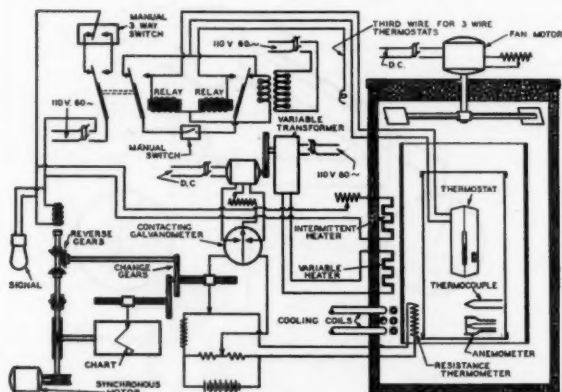 MANUAL
3 WAY
SWITCH
110 V. 60~
THIRD WIRE FOR 3 WIRE
THERMOSTATS
FAN MOTOR
D.C.
110 V. 60~
RELAY
RELAY
VARIABLE
TRANSFORMER
MANUAL
SWITCH
D.C.
110 V 60~
THERMOSTAT
CONTACTING
GALVANOMETER
INTERMITTENT
HEATER
REVERSE
GEARS
CHANGE
GEARS
VARIABLE
HEATER
SIGNAL
THERMOCOUPLE
COOLING COILS
ANEMOMETER
RESISTANCE
THERMOMETER
CHART
SYNCHRONOUS
MOTOR